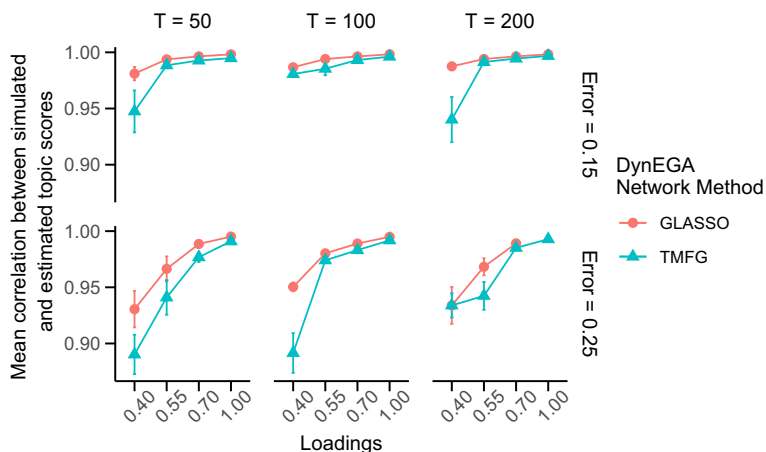 T = 50
T = 100
T = 200
Mean correlation between simulated
and estimated topic scores
1.00
0.95
0.90
Error = 0.15
1.00
0.95
0.90
Error = 0.25
DynEGA
Network Method
GLASSO
TMFG
0.40 0.55 0.70 1.00
0.40 0.55 0.70 1.00
0.40 0.55 0.70 1.00
Loadings